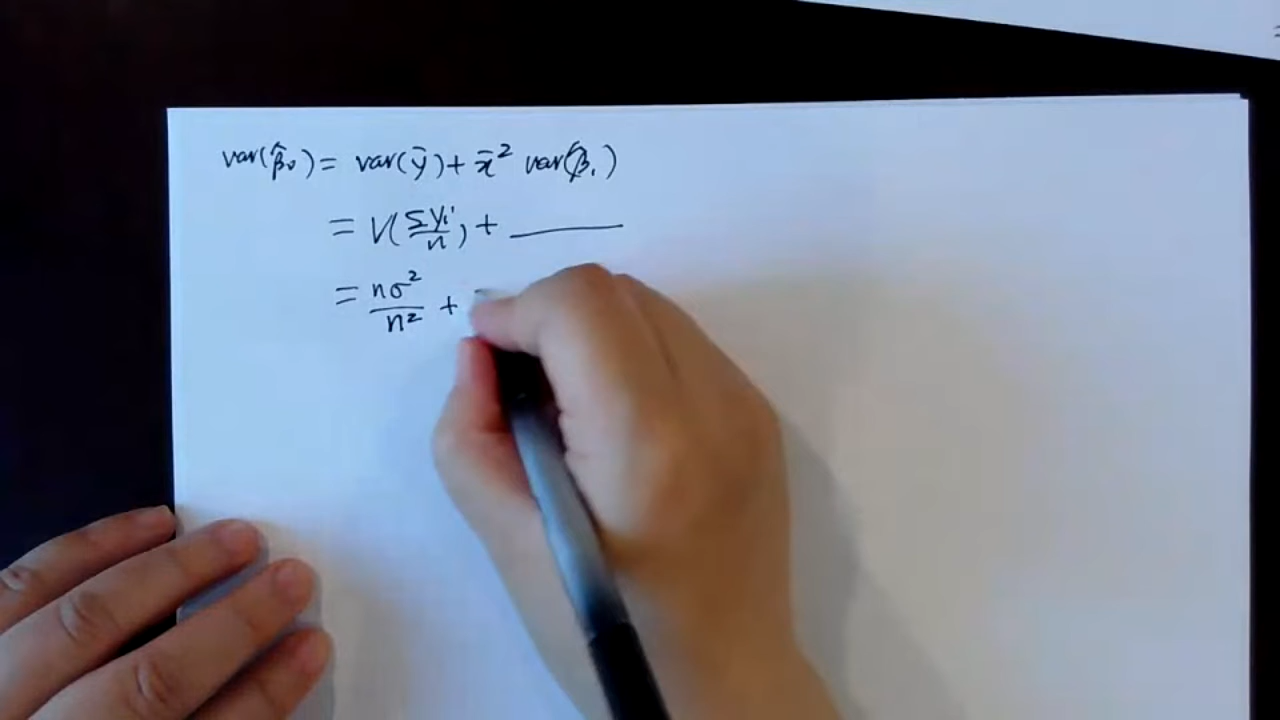 var(β̂₀) = var(ȳ) + x̄² var(β̂₁)
= V(Σyi/n) + ______
= nσ²/n² +